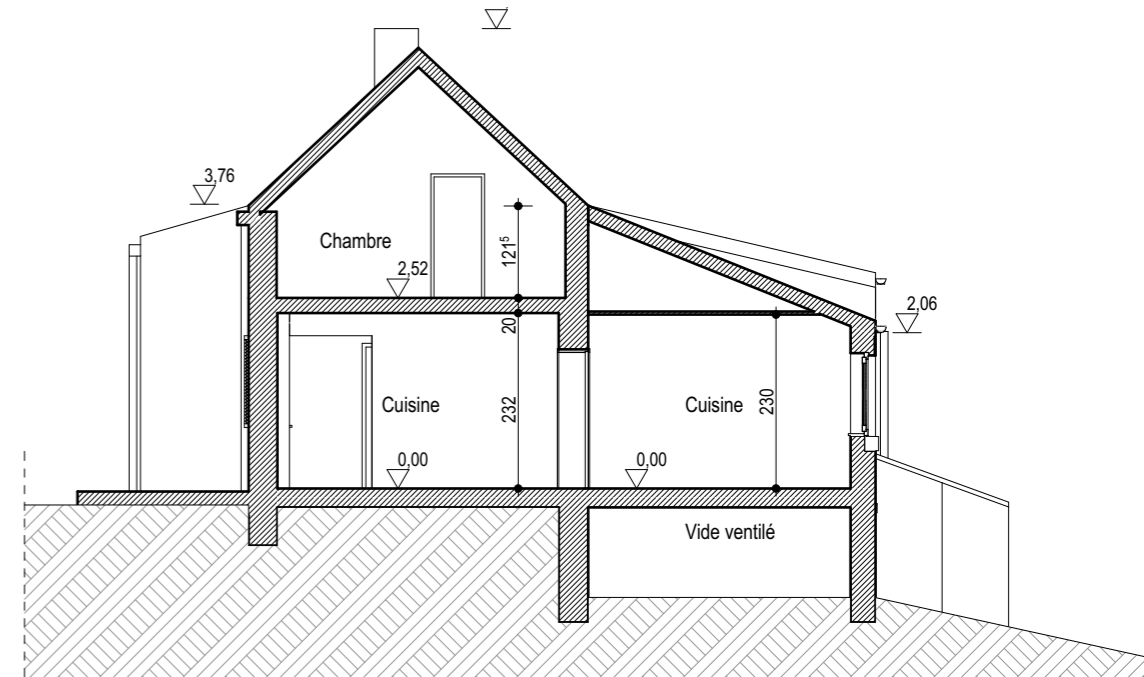 3,76
Chambre
121⁵
2,52
20
2,06
Cuisine
232
Cuisine
230
0,00
0,00
Vide ventilé